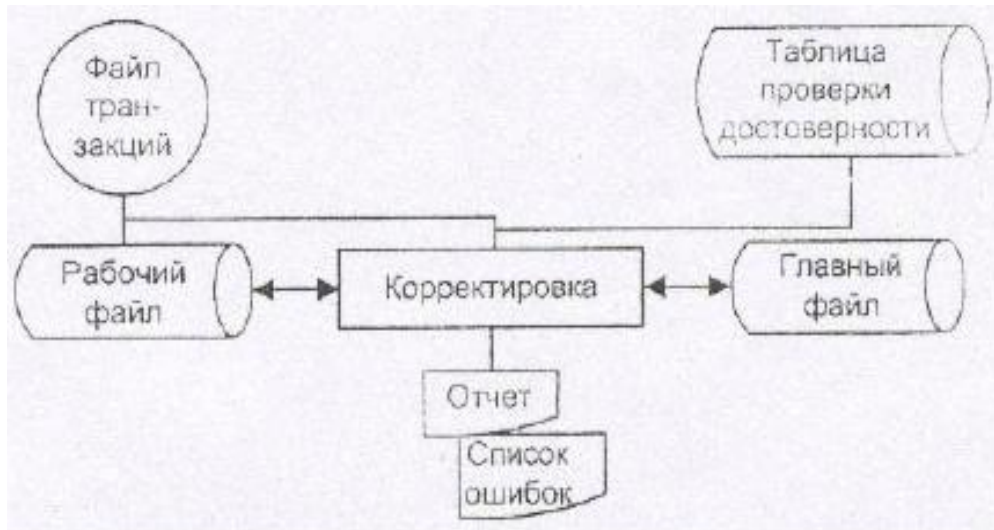 Файл
тран-
закций
Таблица
проверки
достоверности
Рабочий
файл
Корректировка
Главный
файл
Отчет
Список
ошибок